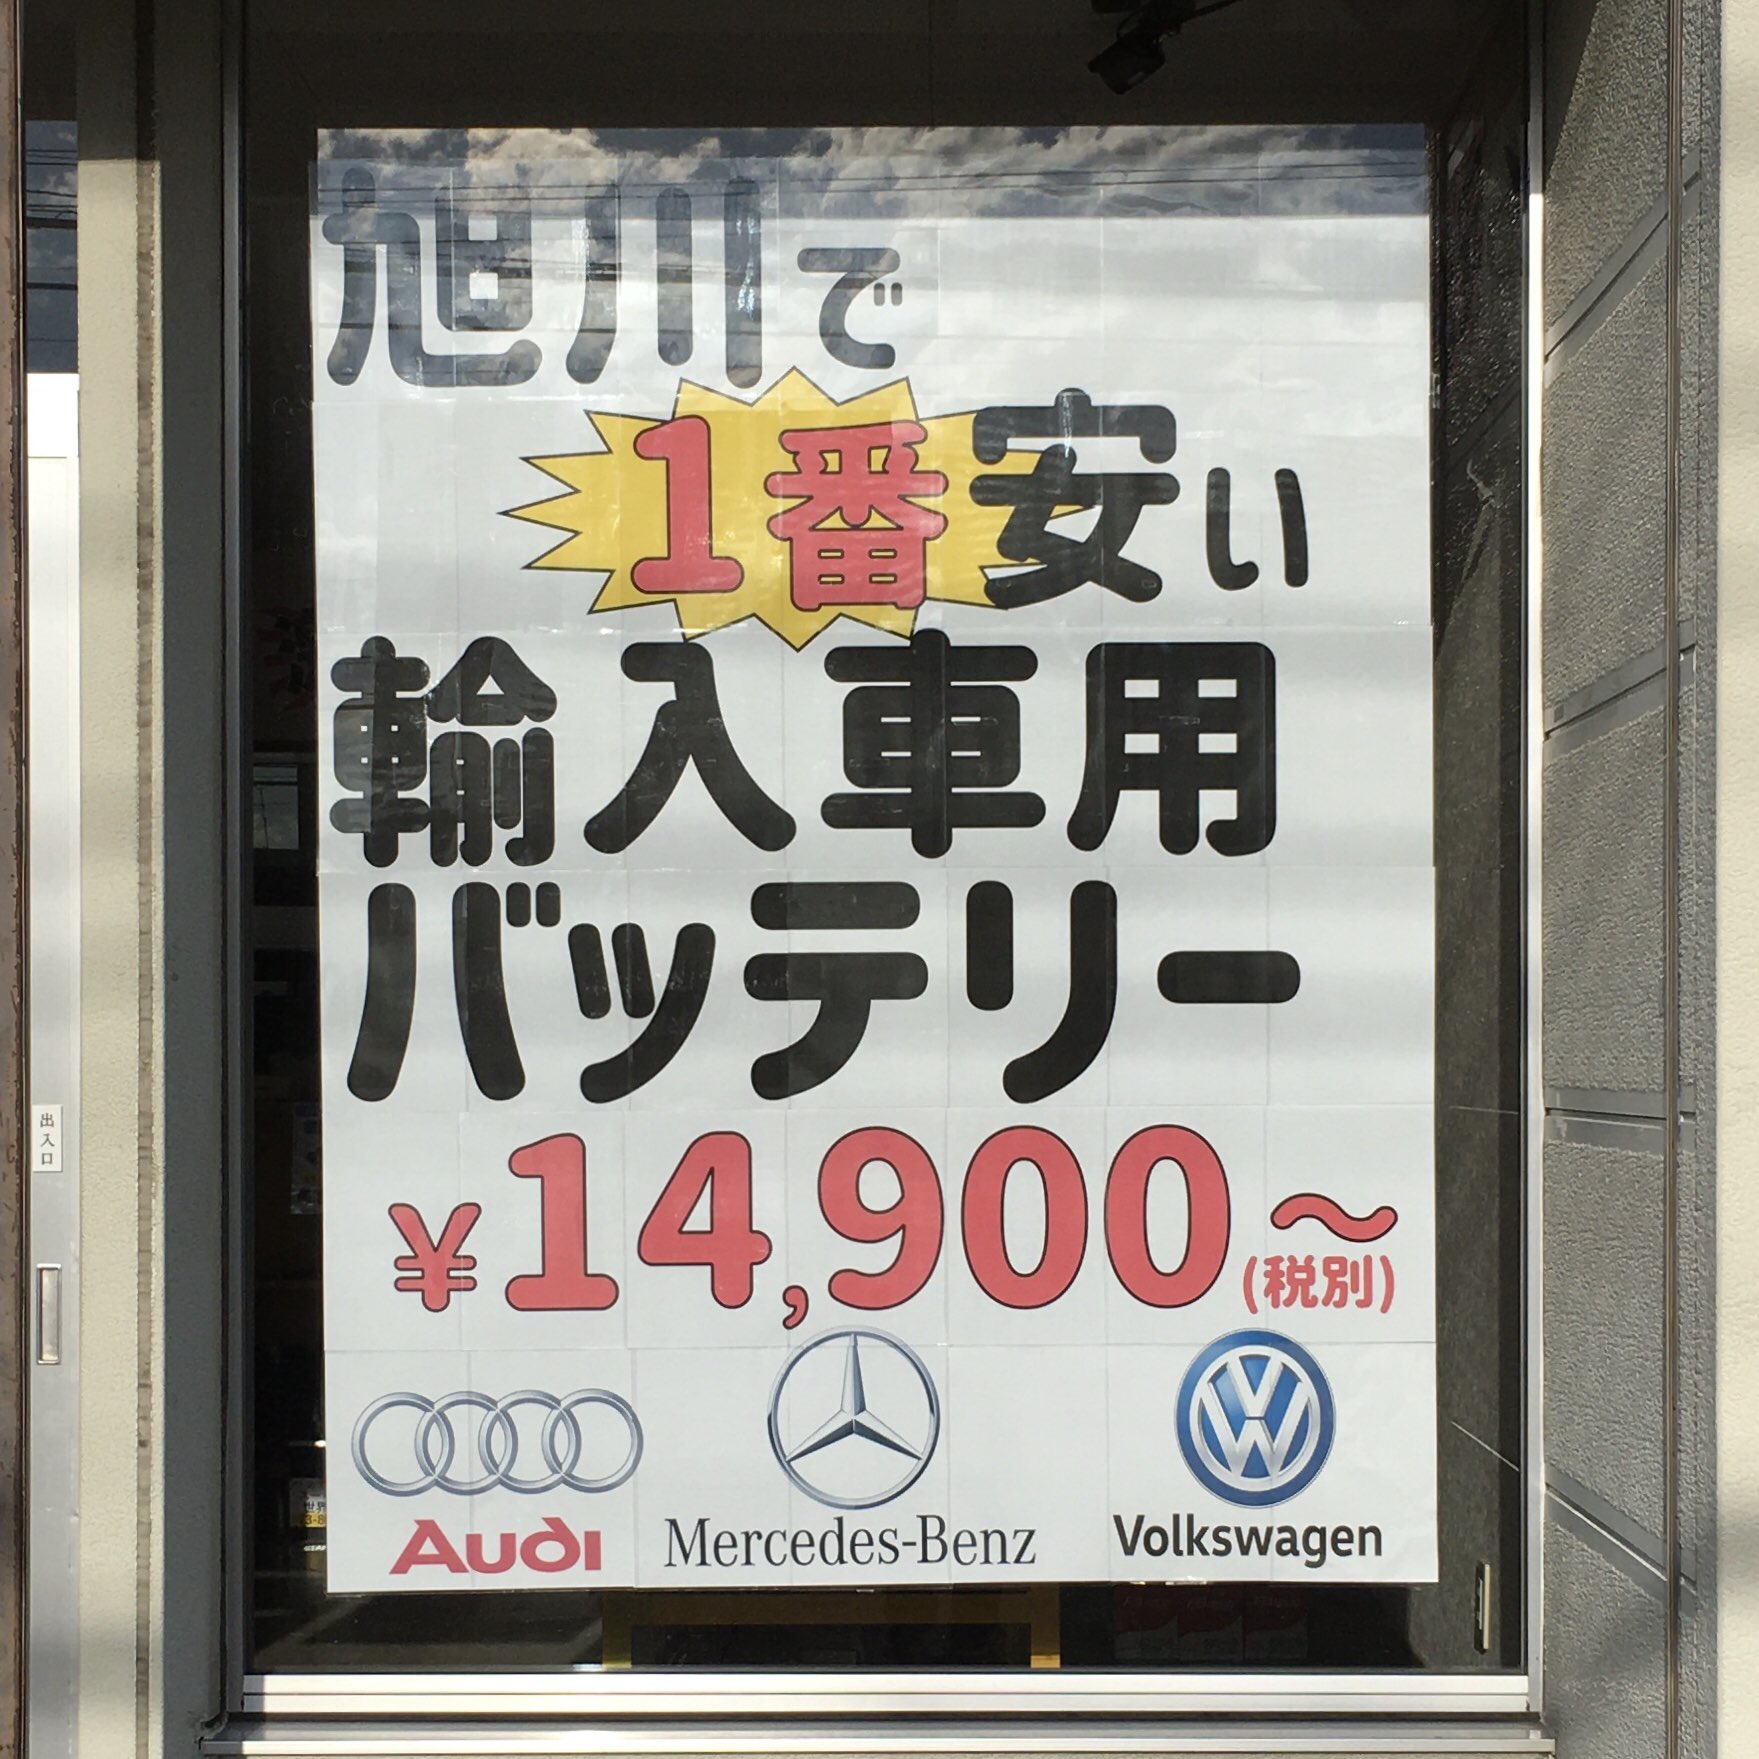 旭川で
1番安い
輸入車用
バッテリー
¥14,900～
(税別)
Audi
Mercedes-Benz
Volkswagen
出入口